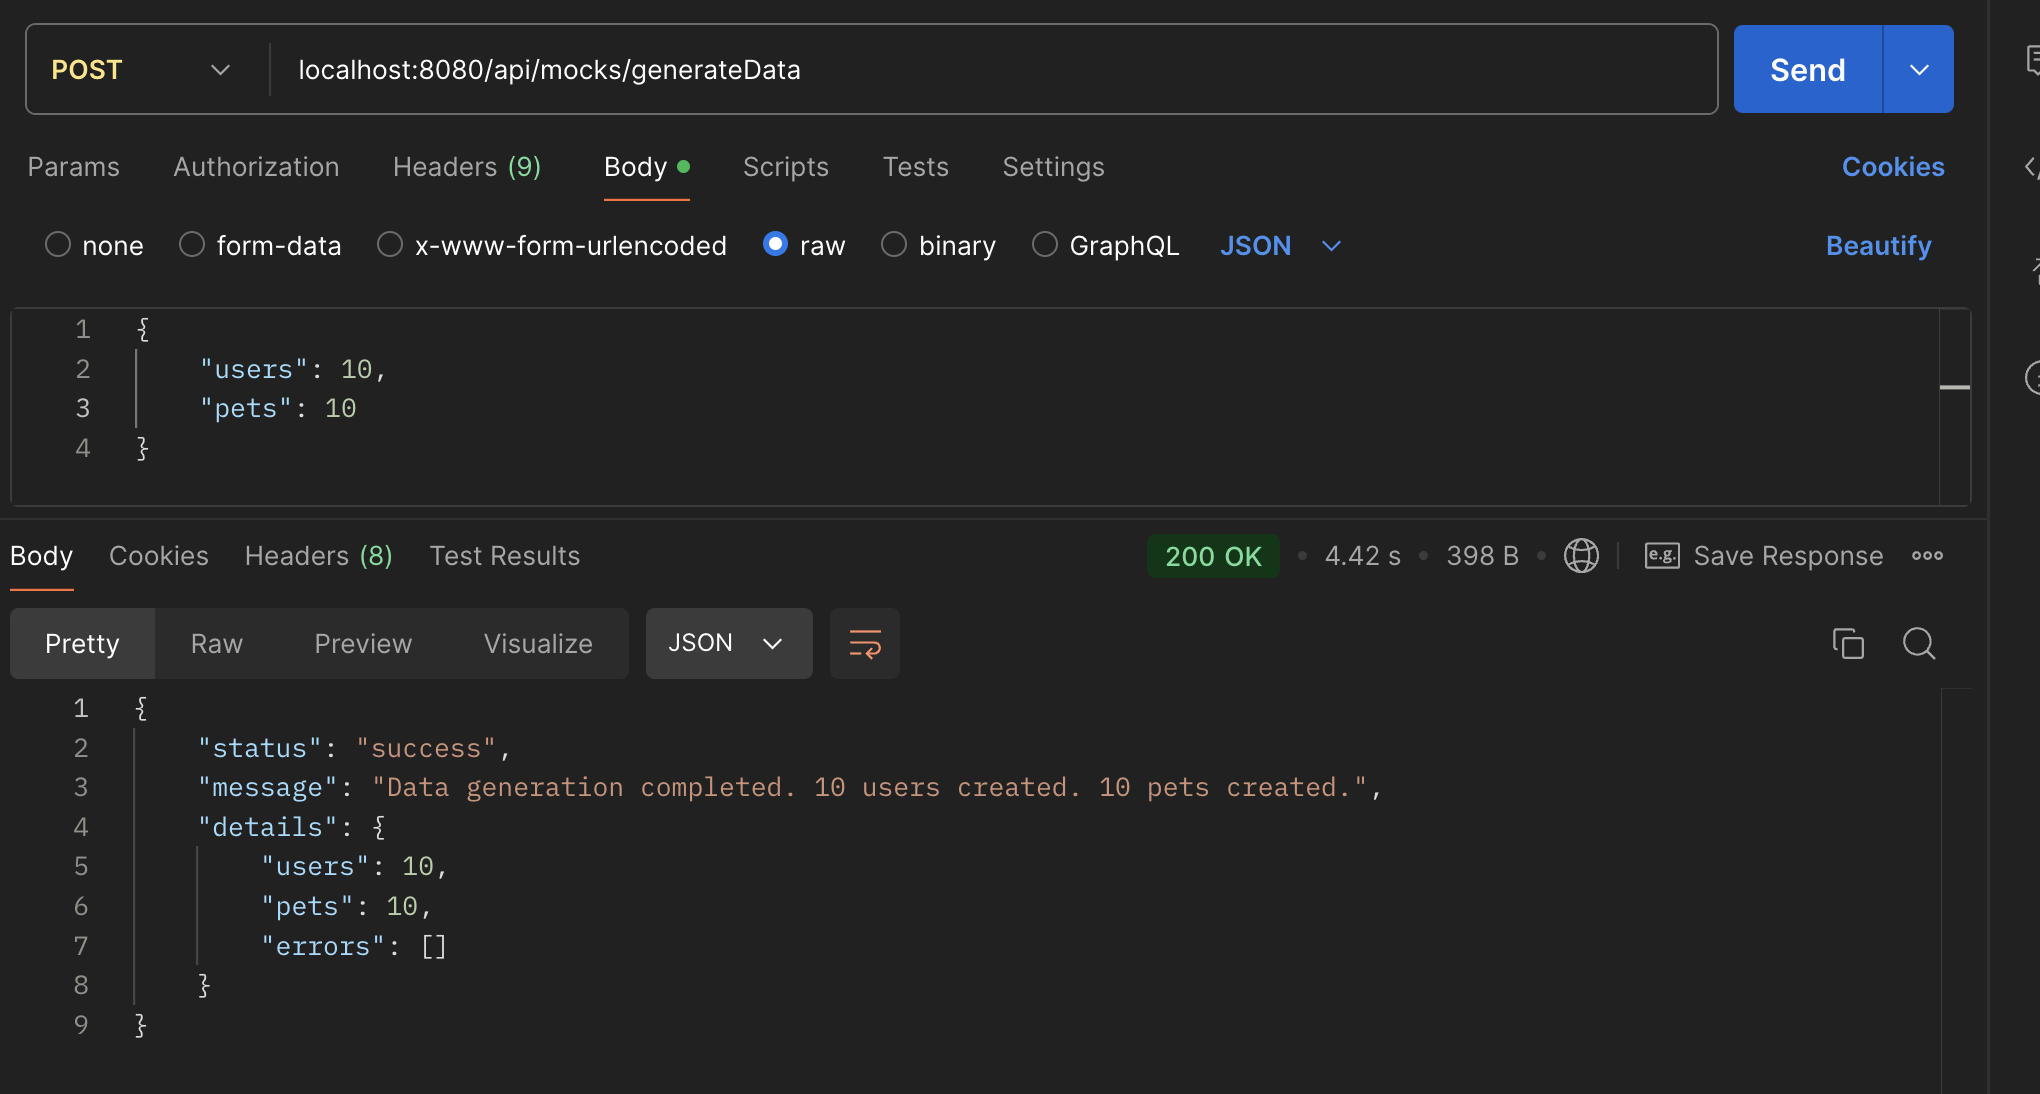 POST localhost:8080/api/mocks/generateData Send
Params Authorization Headers (9) Body Scripts Tests Settings Cookies
none form-data x-www-form-urlencoded raw binary GraphQL JSON Beautify
1 {
2 "users": 10,
3 "pets": 10
4 }
Body Cookies Headers (8) Test Results 200 OK • 4.42 s • 398 B • e.g. Save Response
Pretty Raw Preview Visualize JSON
1 {
2 "status": "success",
3 "message": "Data generation completed. 10 users created. 10 pets created.",
4 "details": {
5 "users": 10,
6 "pets": 10,
7 "errors": []
8 }
9 }